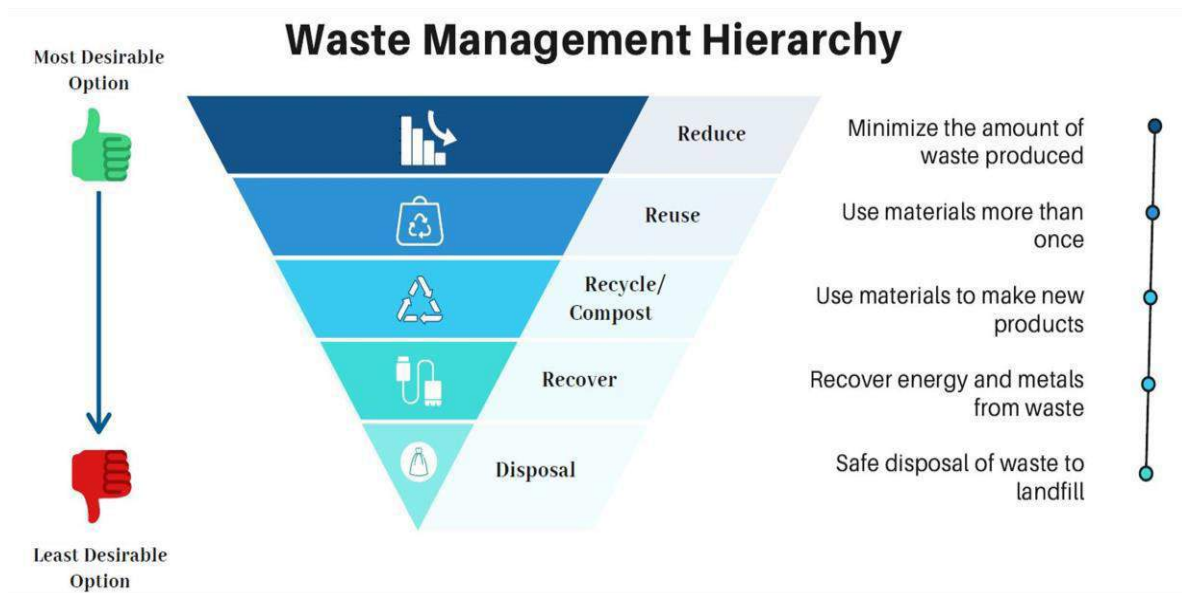 Waste Management Hierarchy
Most Desirable
Option
Reduce
Minimize the amount of
waste produced
Reuse
Use materials more than
once
Recycle/
Compost
Use materials to make new
products
Recover
Recover energy and metals
from waste
Disposal
Safe disposal of waste to
landfill
Least Desirable
Option